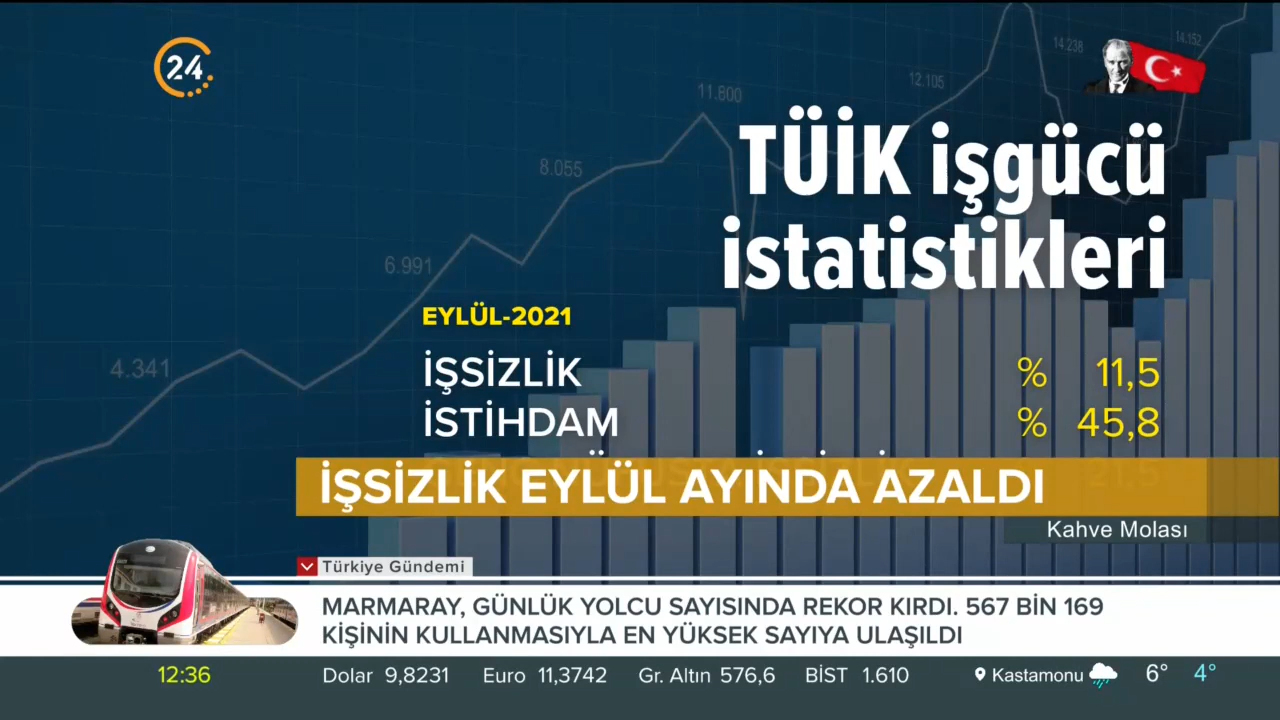 24
14.238
14.152
12.105
11.800
TÜİK işgücü
istatistikleri
8.055
6.991
4.341
EYLÜL-2021
İŞSİZLİK % 11,5
İSTİHDAM % 45,8
21,5
İŞSİZLİK EYLÜL AYINDA AZALDI
Kahve Molası
Türkiye Gündemi
MARMARAY, GÜNLÜK YOLCU SAYISINDA REKOR KIRDI. 567 BİN 169
KİŞİNİN KULLANMASIYLA EN YÜKSEK SAYIYA ULAŞILDI
12:36 Dolar 9,8231 Euro 11,3742 Gr. Altın 576,6 BİST 1.610 Kastamonu 6° 4°